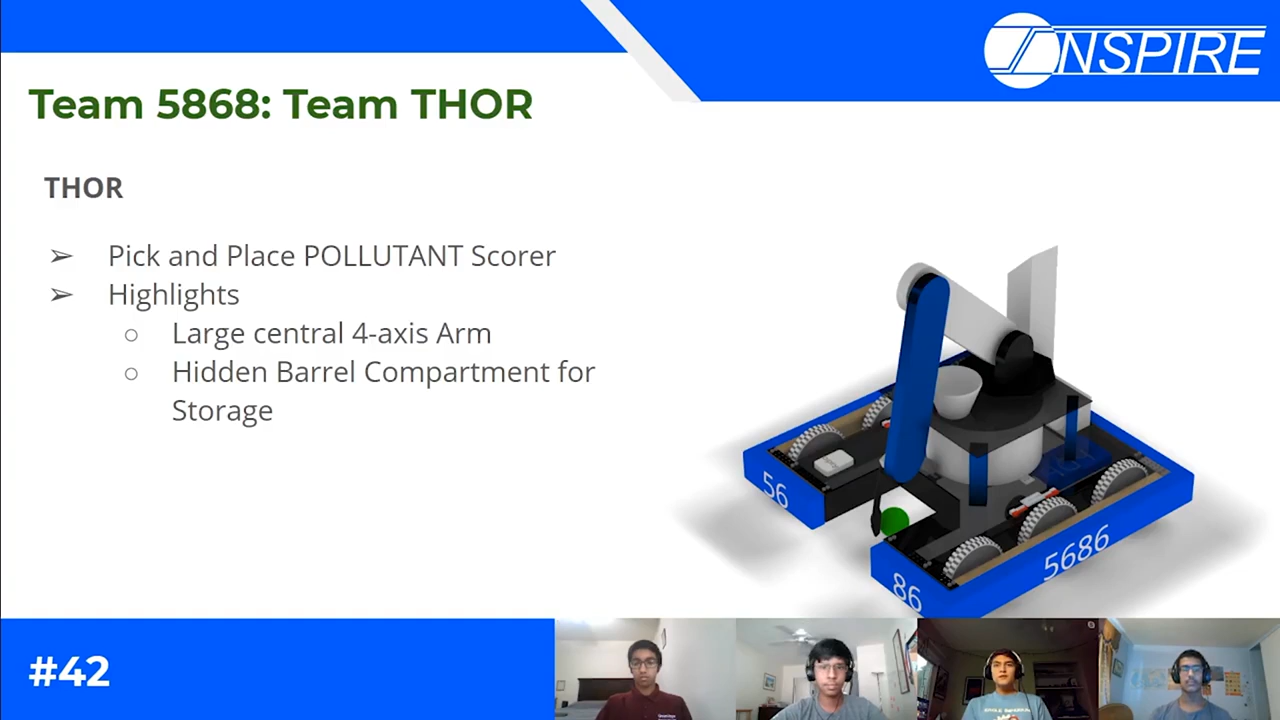 INSPIRE
Team 5868: Team THOR
THOR
➢ Pick and Place POLLUTANT Scorer
➢ Highlights
○ Large central 4-axis Arm
○ Hidden Barrel Compartment for
Storage
56
86
5686
#42